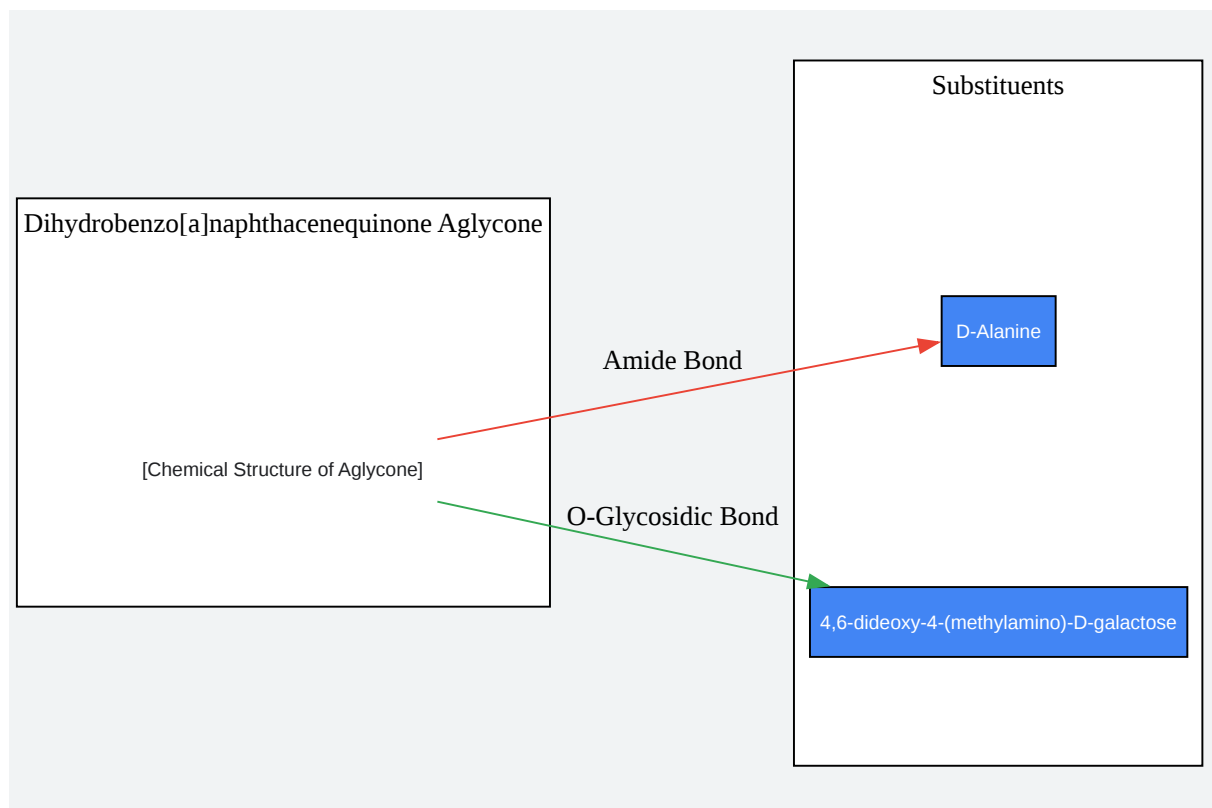 Substituents
Dihydrobenzo[a]naphthacenequinone Aglycone
D-Alanine
Amide Bond
[Chemical Structure of Aglycone]
O-Glycosidic Bond
4,6-dideoxy-4-(methylamino)-D-galactose